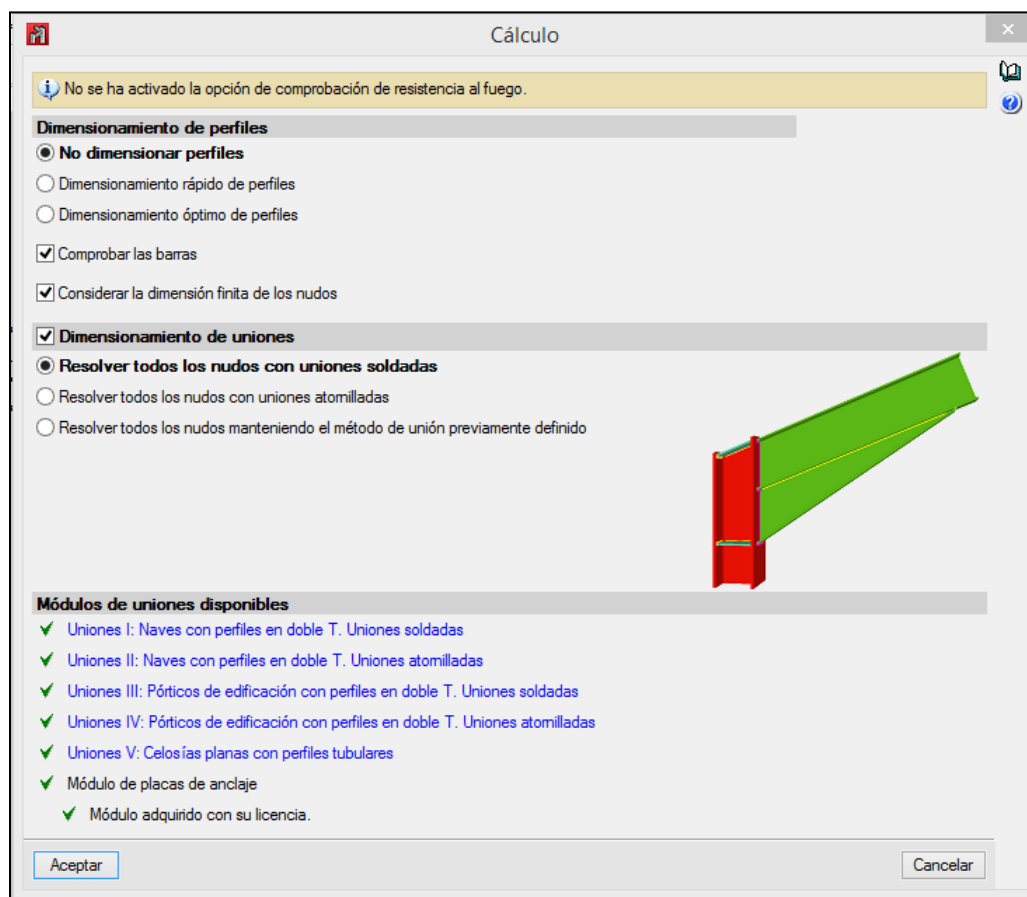 Cálculo
No se ha activado la opción de comprobación de resistencia al fuego.
Dimensionamiento de perfiles
No dimensionar perfiles
Dimensionamiento rápido de perfiles
Dimensionamiento óptimo de perfiles
Comprobar las barras
Considerar la dimensión finita de los nudos
Dimensionamiento de uniones
Resolver todos los nudos con uniones soldadas
Resolver todos los nudos con uniones atornilladas
Resolver todos los nudos manteniendo el método de unión previamente definido
Módulos de uniones disponibles
Uniones I: Naves con perfiles en doble T. Uniones soldadas
Uniones II: Naves con perfiles en doble T. Uniones atornilladas
Uniones III: Pórticos de edificación con perfiles en doble T. Uniones soldadas
Uniones IV: Pórticos de edificación con perfiles en doble T. Uniones atornilladas
Uniones V: Celosías planas con perfiles tubulares
Módulo de placas de anclaje
Módulo adquirido con su licencia.
Aceptar
Cancelar